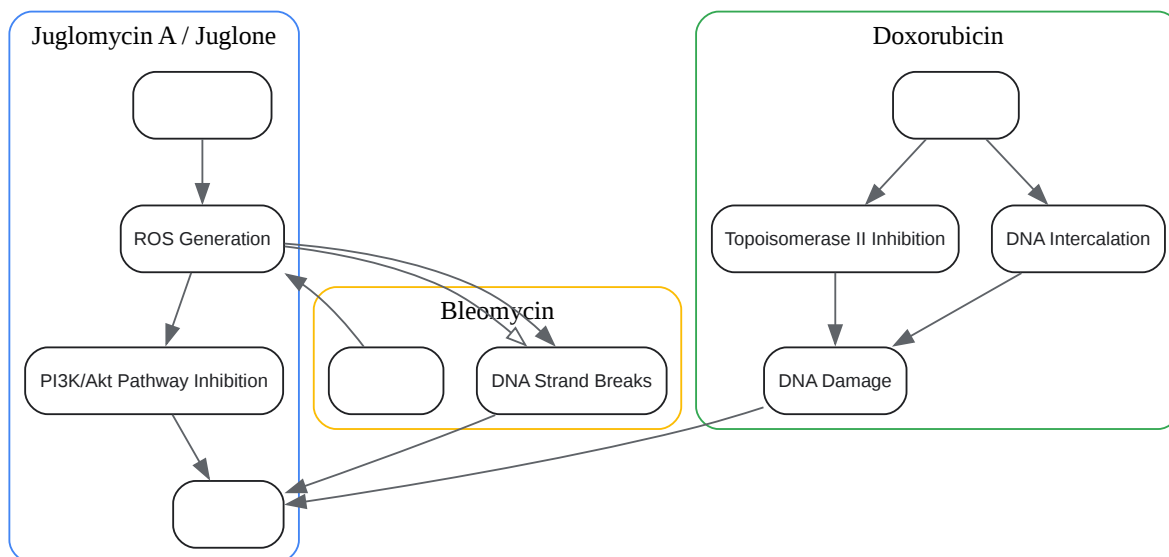 Juglomycin A / Juglone
Doxorubicin
ROS Generation
Topoisomerase II Inhibition
DNA Intercalation
Bleomycin
PI3K/Akt Pathway Inhibition
DNA Strand Breaks
DNA Damage